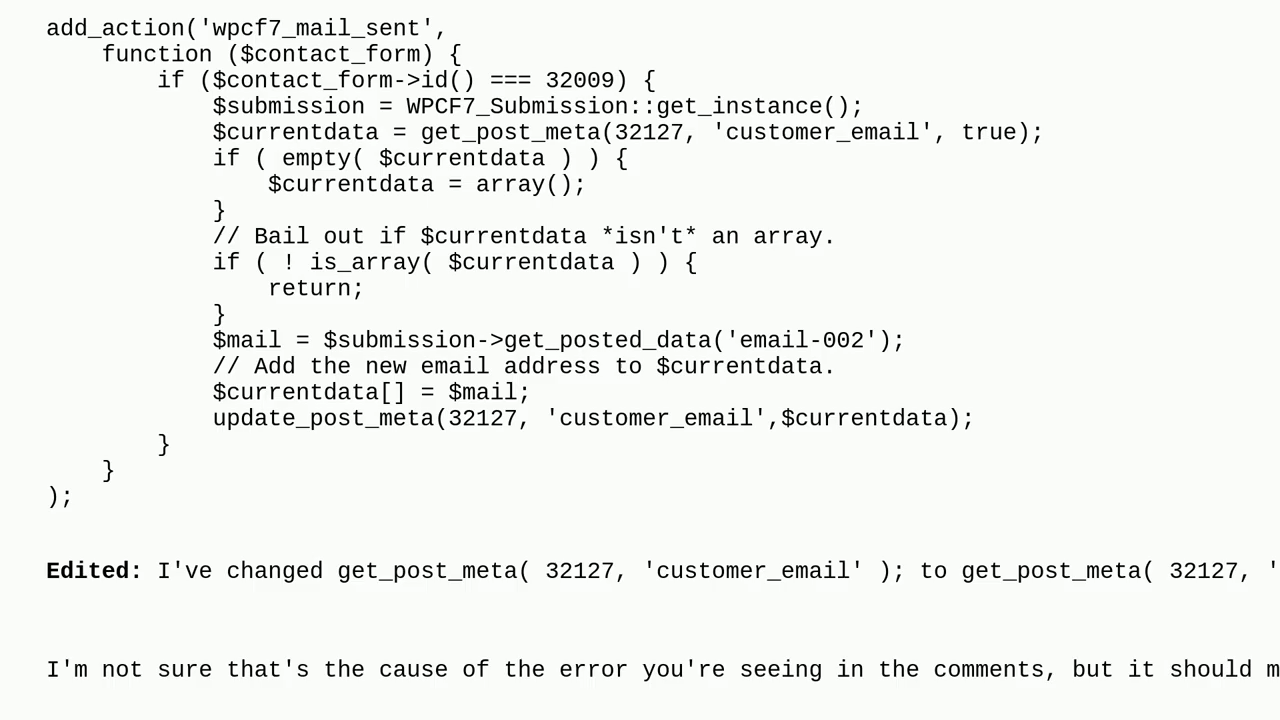 add_action('wpcf7_mail_sent',
    function ($contact_form) {
        if ($contact_form->id() === 32009) {
            $submission = WPCF7_Submission::get_instance();
            $currentdata = get_post_meta(32127, 'customer_email', true);
            if ( empty( $currentdata ) ) {
                $currentdata = array();
            }
            // Bail out if $currentdata *isn't* an array.
            if ( ! is_array( $currentdata ) ) {
                return;
            }
            $mail = $submission->get_posted_data('email-002');
            // Add the new email address to $currentdata.
            $currentdata[] = $mail;
            update_post_meta(32127, 'customer_email',$currentdata);
        }
    }
);
Edited: I've changed get_post_meta( 32127, 'customer_email' ); to get_post_meta( 32127, '
I'm not sure that's the cause of the error you're seeing in the comments, but it should